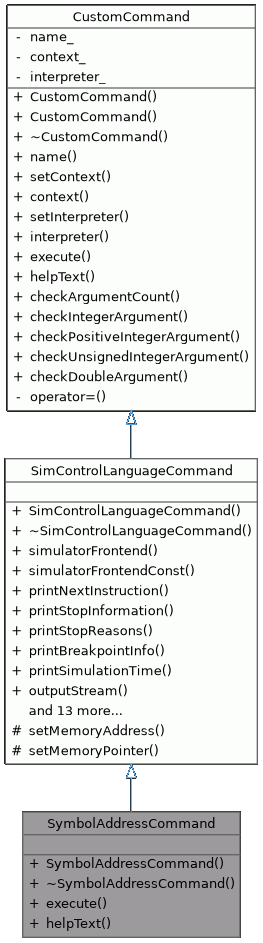 CustomCommand
- name_
- context_
- interpreter_
+ CustomCommand()
+ CustomCommand()
+ ~CustomCommand()
+ name()
+ setContext()
+ context()
+ setInterpreter()
+ interpreter()
+ execute()
+ helpText()
+ checkArgumentCount()
+ checkIntegerArgument()
+ checkPositiveIntegerArgument()
+ checkUnsignedIntegerArgument()
+ checkDoubleArgument()
- operator=()
SimControlLanguageCommand
+ SimControlLanguageCommand()
+ ~SimControlLanguageCommand()
+ simulatorFrontend()
+ simulatorFrontendConst()
+ printNextInstruction()
+ printStopInformation()
+ printStopReasons()
+ printBreakpointInfo()
+ printSimulationTime()
+ outputStream()
and 13 more...
# setMemoryAddress()
# setMemoryPointer()
SymbolAddressCommand
+ SymbolAddressCommand()
+ ~SymbolAddressCommand()
+ execute()
+ helpText()